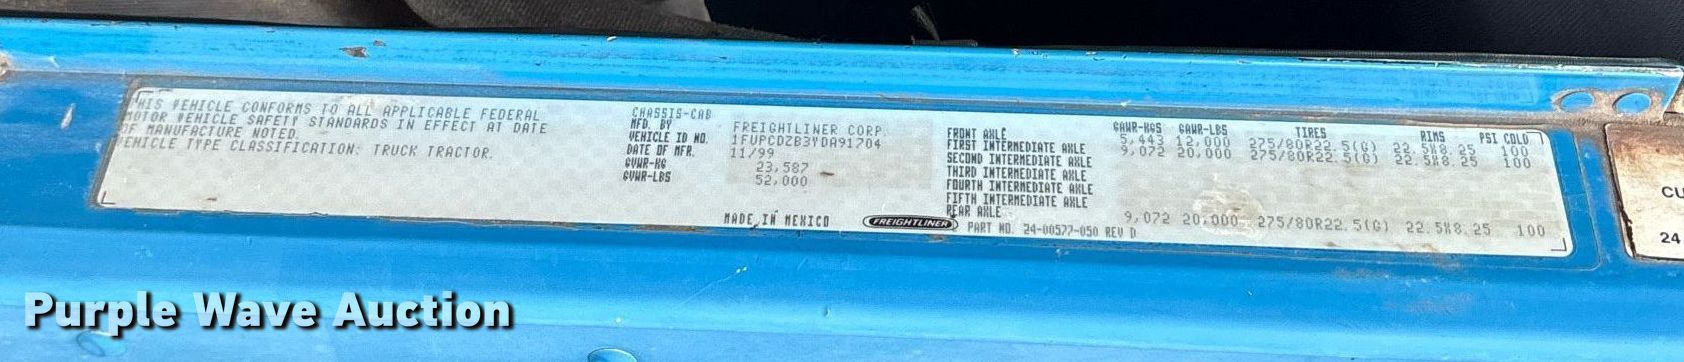 THIS VEHICLE CONFORMS TO ALL APPLICABLE FEDERAL
MOTOR VEHICLE SAFETY STANDARDS IN EFFECT AT DATE
OF MANUFACTURE NOTED.
VEHICLE TYPE CLASSIFICATION: TRUCK TRACTOR.
CHASSIS-CAB
MFD. BY FREIGHTLINER CORP.
VEHICLE ID NO. 1FUPCDZB3YDA91704
DATE OF MFR. 11/99
GVWR-KG 23,587
GVWR-LBS 52,000
MADE IN MEXICO
FREIGHTLINER
GAWR-KGS GAWR-LBS TIRES RIMS PSI COLD
FRONT AXLE 5,443 12,000 275/80R22.5(G) 22.5X8.25 100
FIRST INTERMEDIATE AXLE 9,072 20,000 275/80R22.5(G) 22.5X8.25 100
SECOND INTERMEDIATE AXLE
THIRD INTERMEDIATE AXLE
FOURTH INTERMEDIATE AXLE
FIFTH INTERMEDIATE AXLE
REAR AXLE 9,072 20,000 275/80R22.5(G) 22.5X8.25 100
PART NO. 24-00577-050 REV D
CU
24
Purple Wave Auction